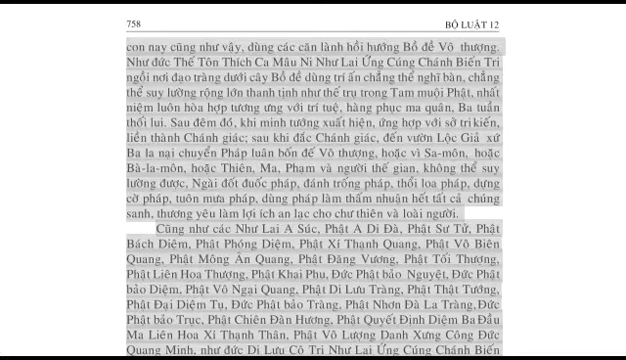 758
BỘ LUẬT 12
con nay cũng như vậy, dùng các căn lành hồi hướng Bồ đề Vô thượng.
Như đức Thế Tôn Thích Ca Mâu Ni Như Lai Ứng Cúng Chánh Biến Tri
ngồi nơi đạo tràng dưới cây Bồ đề dùng trí ấn chẳng thể nghĩ bàn, chẳng
thể suy lường rộng lớn thanh tịnh như thế trụ trong Tam muội Phật, nhất
niệm luôn hòa hợp tương ưng với trí tuệ, hàng phục ma quân, Ba tuần
thối lui. Sau đêm đó, khi minh tướng xuất hiện, ứng hợp với sở tri kiến,
liền thành Chánh giác; sau khi đắc Chánh giác, đến vườn Lộc Giả xứ
Ba la nại chuyển Pháp luân bốn đế Vô thượng, hoặc vì Sa-môn, hoặc
Bà-la-môn, hoặc Thiên, Ma, Phạm và người thế gian, không thể suy
lường được, Ngài đốt đuốc pháp, đánh trống pháp, thổi loa pháp, dựng
cờ pháp, tuôn mưa pháp, dùng pháp làm thấm nhuận hết tất cả chúng
sanh, thương yêu làm lợi ích an lạc cho chư thiên và loài người.
Cũng như các Như Lai A Súc, Phật A Di Đà, Phật Sư Tử, Phật
Bách Diệm, Phật Phóng Diệm, Phật Xí Thạnh Quang, Phật Vô Biên
Quang, Phật Mông Ân Quang, Phật Đăng Vương, Phật Tối Thượng,
Phật Liên Hoa Thượng, Phật Khai Phu, Đức Phật bảo Nguyệt, Đức Phật
bảo Diệm, Phật Vô Ngại Quang, Phật Di Lưu Tràng, Phật Thật Tướng,
Phật Đại Diệm Tụ, Đức Phật bảo Tràng, Phật Nhơn Đà La Tràng,Đức
Phật bảo Trục, Phật Chiên Đàn Hương, Phật Quyết Định Diệm Ba Đầu
Ma Liên Hoa Xí Thạnh Thân, Phật Vô Lượng Danh Xưng Công Đức
Quang Minh, như đức Di Lưu Cô Tri Như Lai Ứng Cúng Chánh Biến